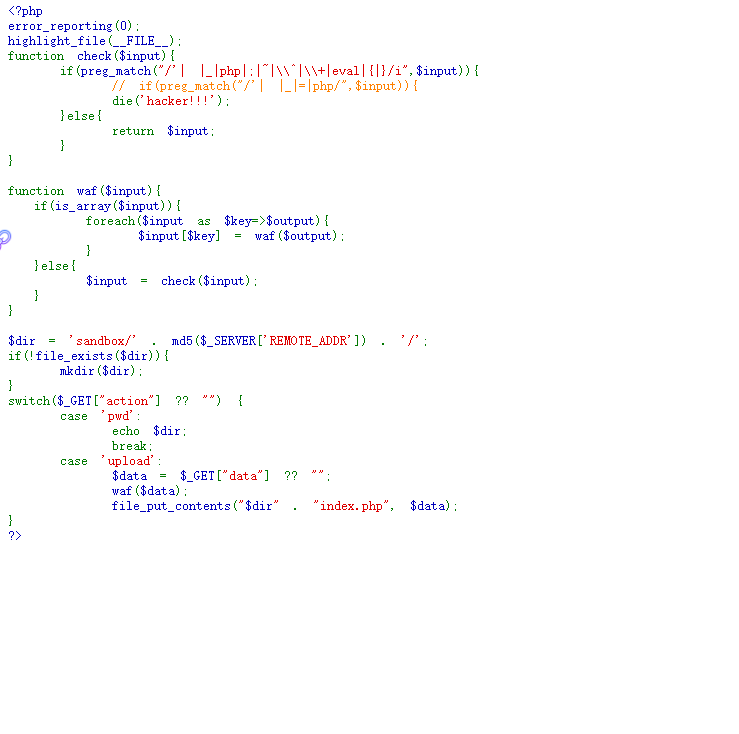 <?php
error_reporting(0);
highlight_file(__FILE__);
function check($input){
if(preg_match("/'| |_|php|;|~|\\^|\\+|eval|{|}/i",$input)){
// if(preg_match("/'| |_|=|php/",$input)){
die('hacker!!!');
}else{
return $input;
}
}
function waf($input){
if(is_array($input)){
foreach($input as $key=>$output){
$input[$key] = waf($output);
}
}else{
$input = check($input);
}
}
$dir = 'sandbox/' . md5($_SERVER['REMOTE_ADDR']) . '/';
if(!file_exists($dir)){
mkdir($dir);
}
switch($_GET["action"] ?? "") {
case 'pwd':
echo $dir;
break;
case 'upload':
$data = $_GET["data"] ?? "";
waf($data);
file_put_contents("$dir" . "index.php", $data);
}
?>